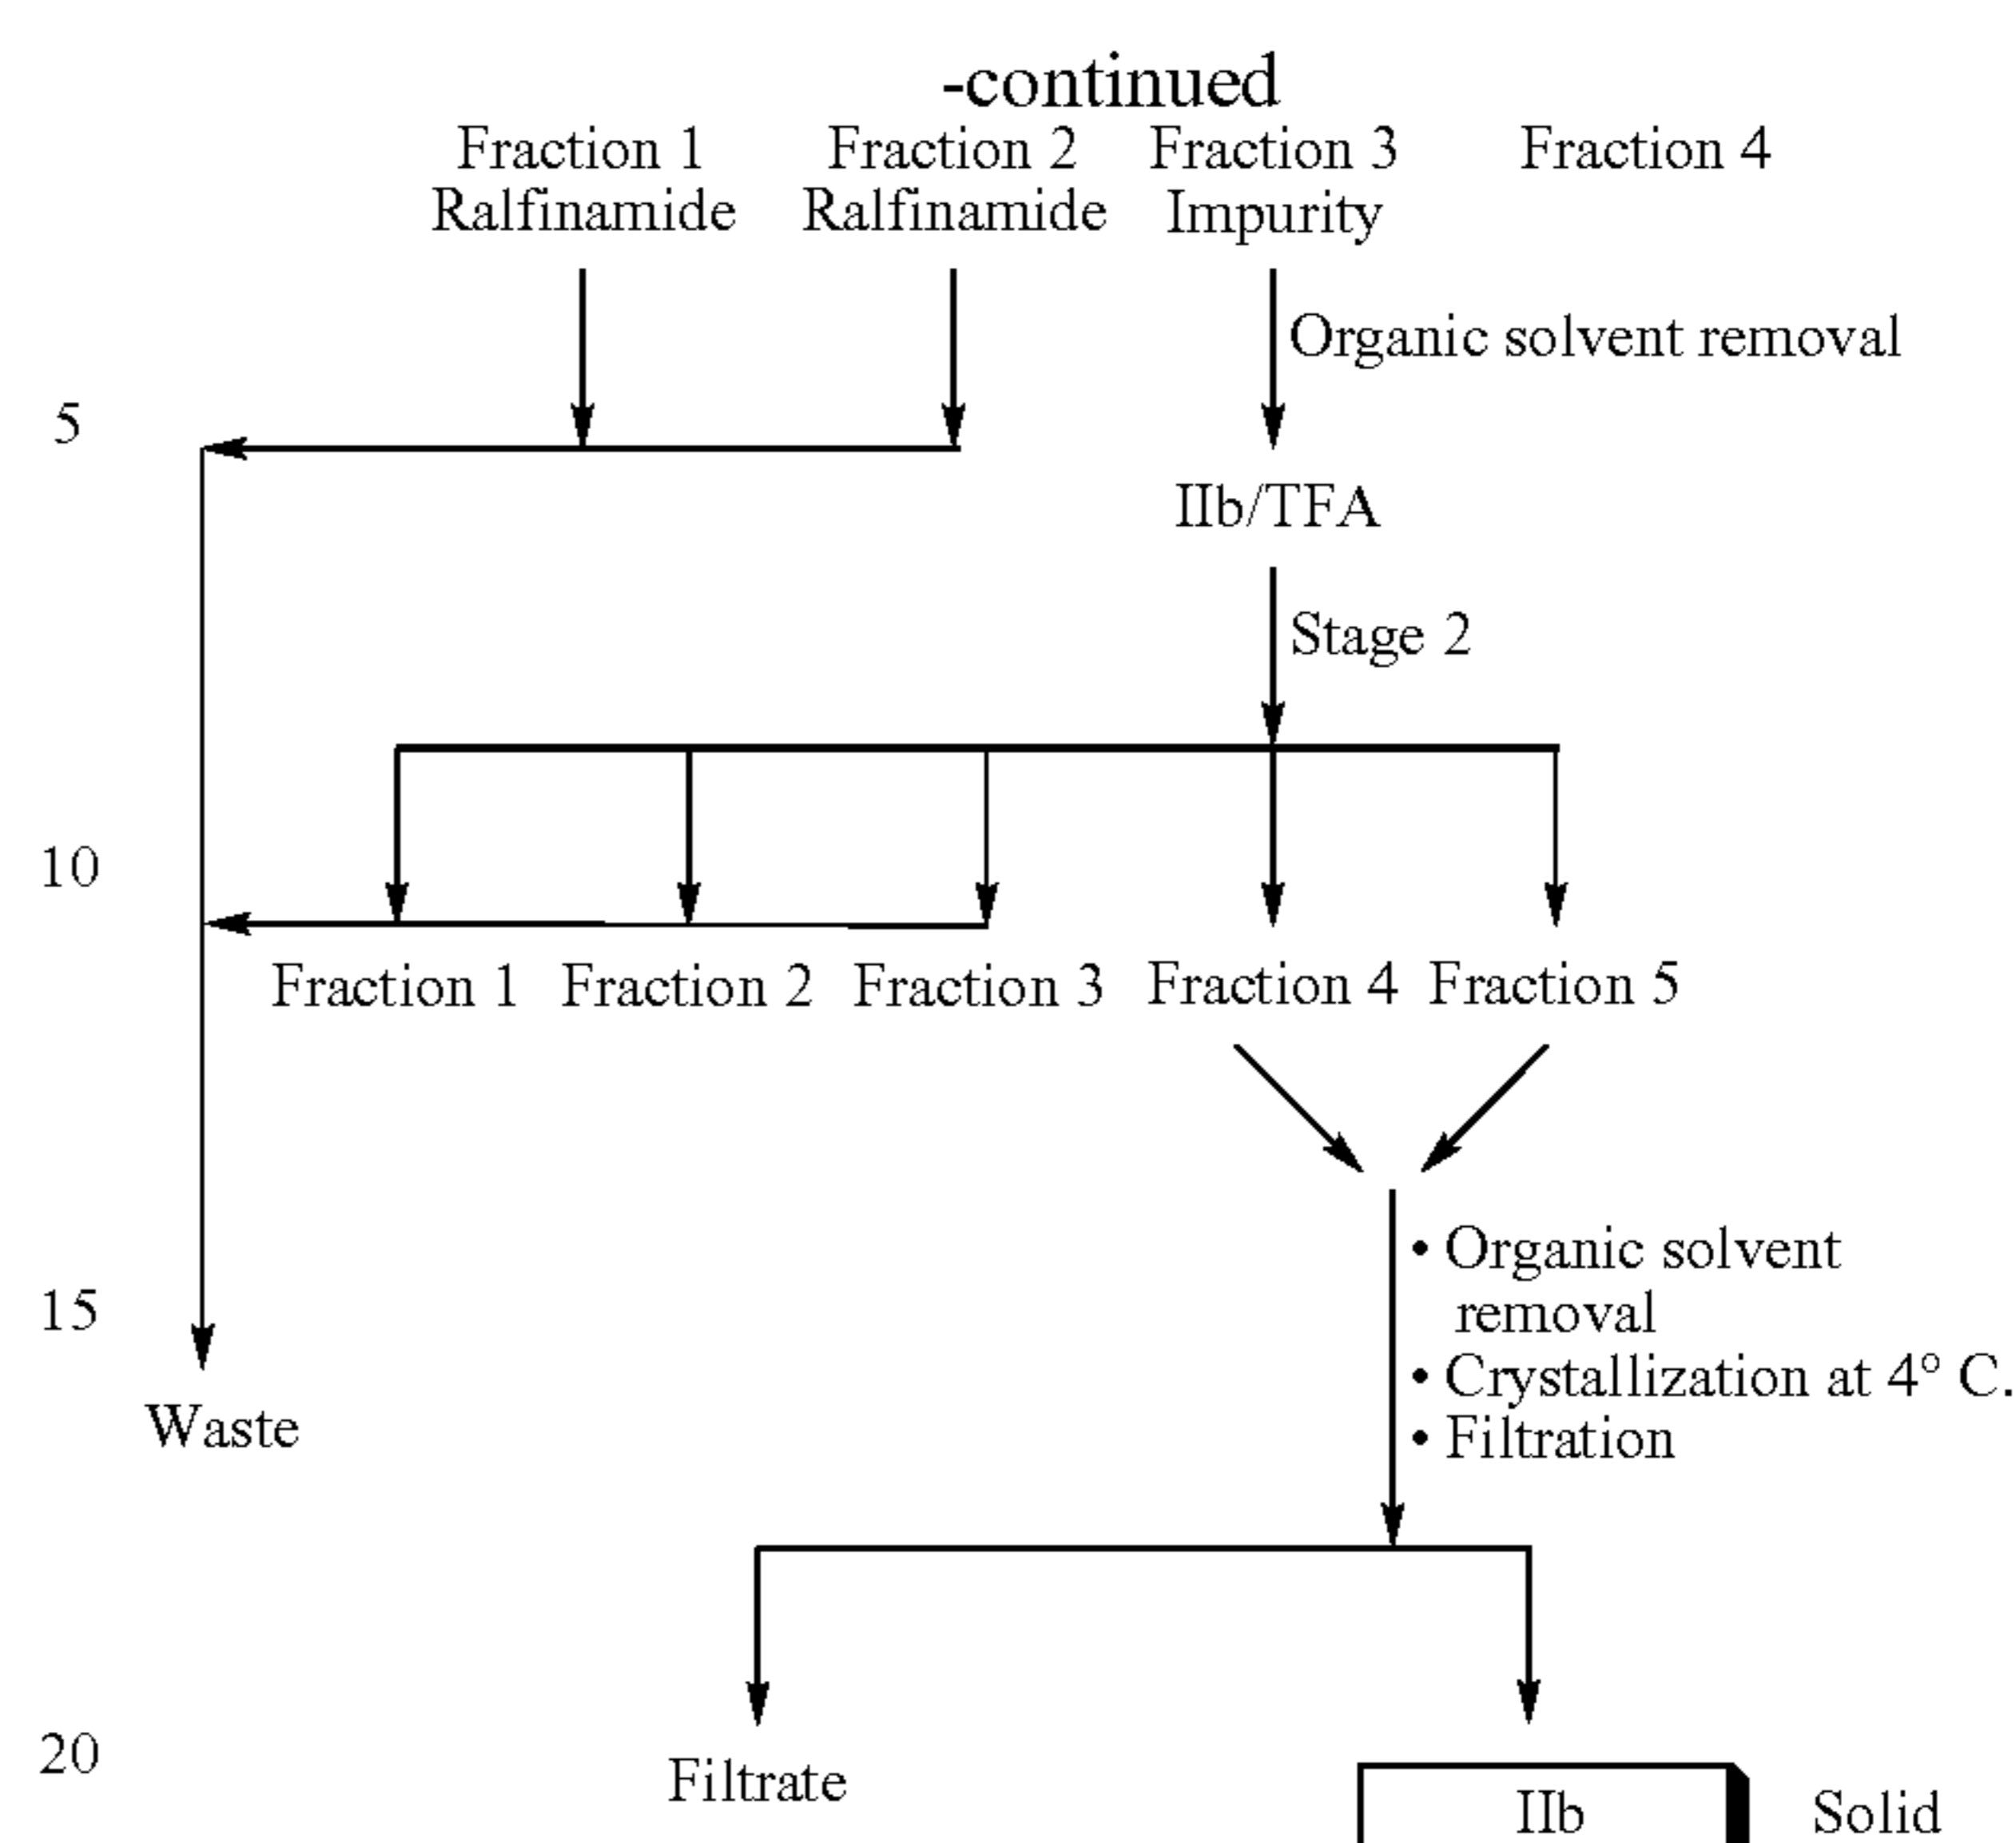 -continued
Fraction 1 Fraction 2 Fraction 3 Fraction 4
Ralfinamide Ralfinamide Impurity
Organic solvent removal
5
IIb/TFA
Stage 2
10
Fraction 1 Fraction 2 Fraction 3 Fraction 4 Fraction 5
• Organic solvent
removal
15
• Crystallization at 4° C.
Waste
• Filtration
20
Filtrate
IIb Solid